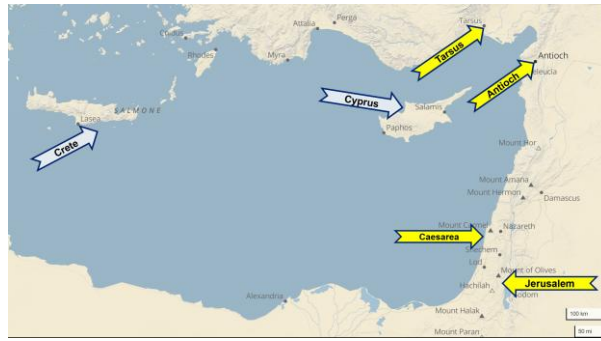 Perga
Attalia
Tarsus
Cnidus
Rhodes
Myra
Tarsus
Antioch
Antioch
Seleucia
Cyprus
Salamis
Paphos
SALMONE
Lasea
Crete
Mount Hor
Mount Amana
Mount Hermon
Damascus
Mount Carmel
Nazareth
Caesarea
Shechem
Lod
Mount of Olives
Hachilah
Jerusalem
Sodom
Alexandria
Mount Halak
Mount Paran
100 km
50 mi